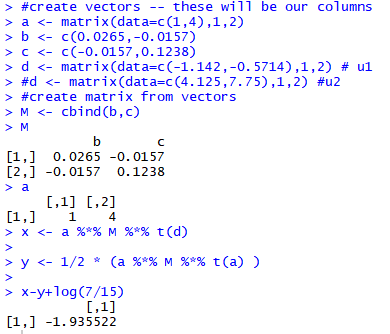 > #create vectors -- these will be our columns
> a <- matrix(data=c(1,4),1,2)
> b <- c(0.0265,-0.0157)
> c <- c(-0.0157,0.1238)
> d <- matrix(data=c(-1.142,-0.5714),1,2) # u1
> #d <- matrix(data=c(4.125,7.75),1,2) #u2
> #create matrix from vectors
> M <- cbind(b,c)
> M
b c
[1,] 0.0265 -0.0157
[2,] -0.0157 0.1238
> a
[,1] [,2]
[1,] 1 4
> x <- a %*% M %*% t(d)
>
> y <- 1/2 * (a %*% M %*% t(a) )
>
> x-y+log(7/15)
[,1]
[1,] -1.935522